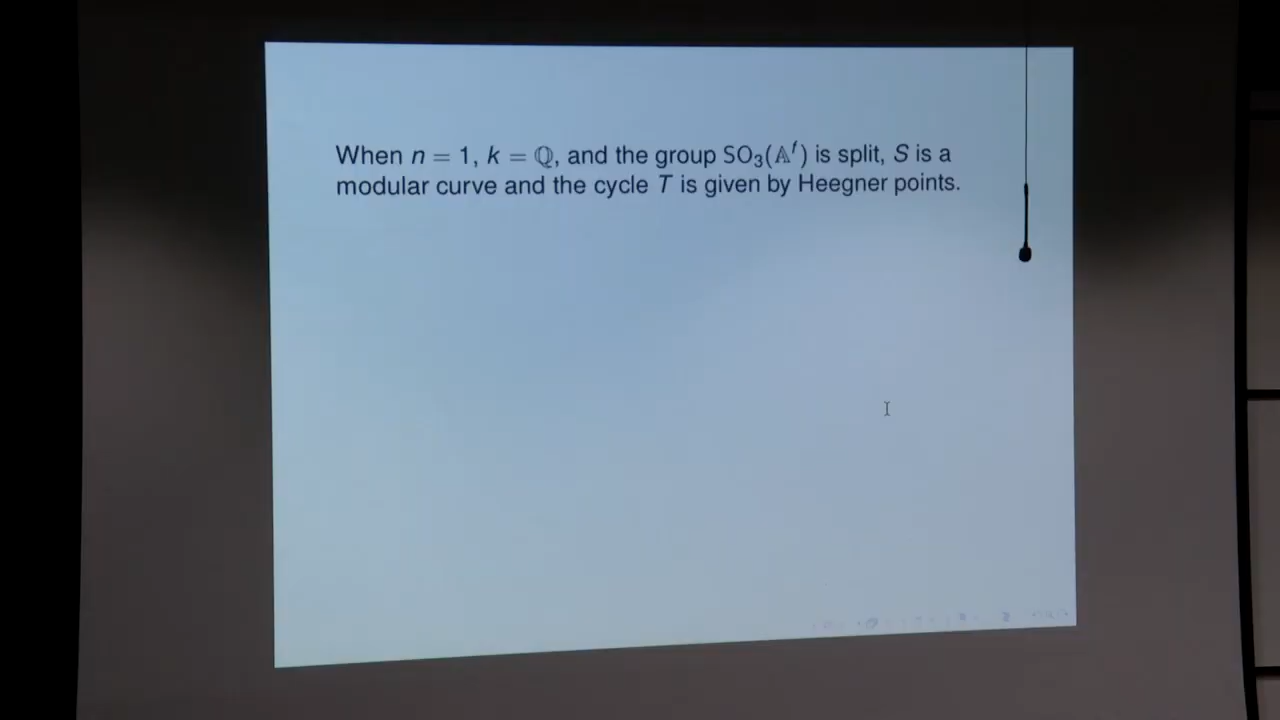 When n = 1, k = ℚ, and the group SO₃(𝔸ᶠ) is split, S is a
modular curve and the cycle T is given by Heegner points.